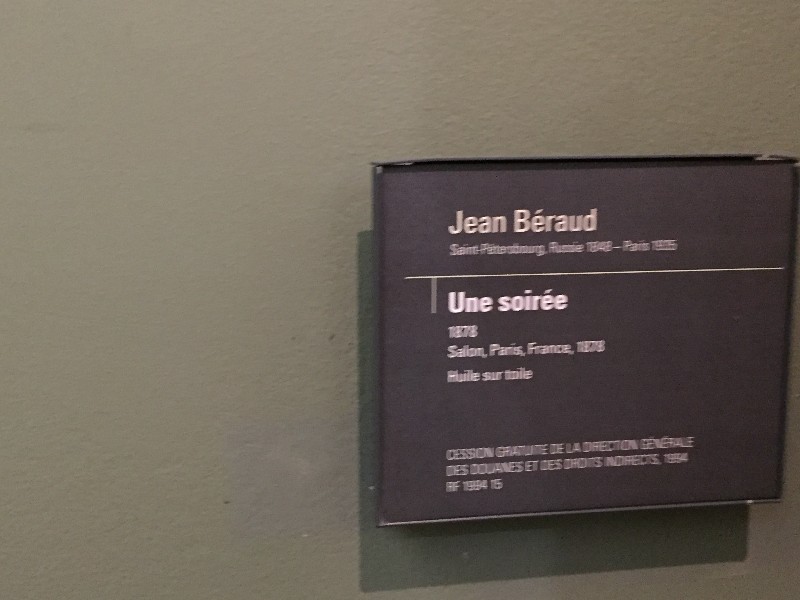 Jean Béraud
Saint-Pétersbourg, Russie 1848 – Paris 1935
Une soirée
1878
Salon, Paris, France, 1878
Huile sur toile
CESSION GRATUITE DE LA DIRECTION GÉNÉRALE
DES DOUANES ET DES DROITS INDIRECTS, 1994
RF 1994 15